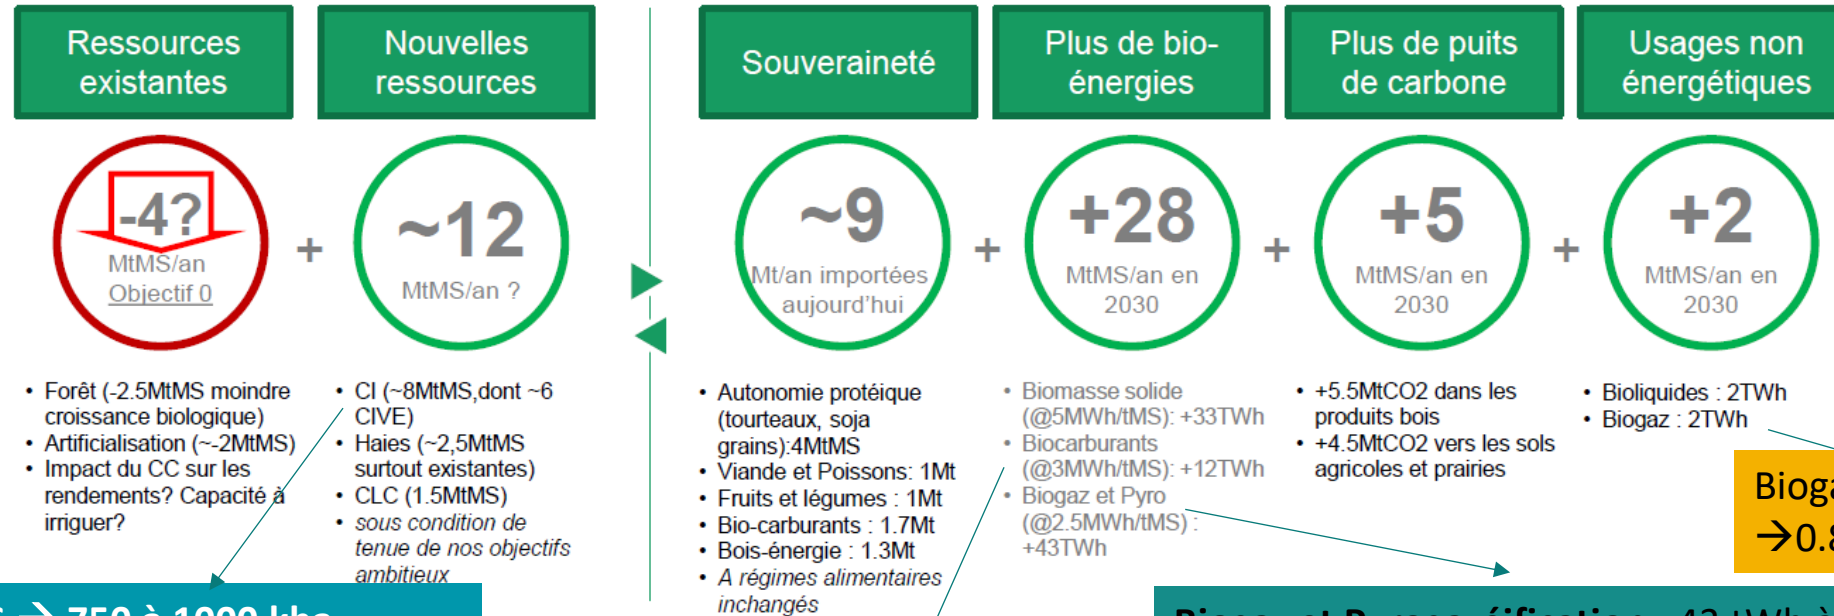 Ressources
existantes
-4?
MtMS/an
Objectif 0
• Forêt (-2.5MtMS moindre
croissance biologique)
• Artificialisation (~-2MtMS)
• Impact du CC sur les
rendements? Capacité à
irriguer?
+
Nouvelles
ressources
~12
MtMS/an ?
• CI (~8MtMS,dont ~6
CIVE)
• Haies (~2,5MtMS
surtout existantes)
• CLC (1.5MtMS)
• sous condition de
tenue de nos objectifs
ambitieux
→ 750 à 1000 kha
Souveraineté
~9
Mt/an importées
aujourd'hui
• Autonomie protéique
(tourteaux, soja
grains):4MtMS
• Viande et Poissons: 1Mt
• Fruits et légumes : 1Mt
• Bio-carburants : 1.7Mt
• Bois-énergie : 1.3Mt
• A régimes alimentaires
inchangés
+
Plus de bio-
énergies
+28
MtMS/an en
2030
• Biomasse solide
(@5MWh/tMS): +33TWh
• Biocarburants
(@3MWh/tMS): +12TWh
• Biogaz et Pyro
(@2.5MWh/tMS) :
+43TWh
+
Plus de puits
de carbone
+5
MtMS/an en
2030
• +5.5MtCO2 dans les
produits bois
• +4.5MtCO2 vers les sols
agricoles et prairies
+
Usages non
énergétiques
+2
MtMS/an en
2030
• Bioliquides : 2TWh
• Biogaz : 2TWh
→0.8